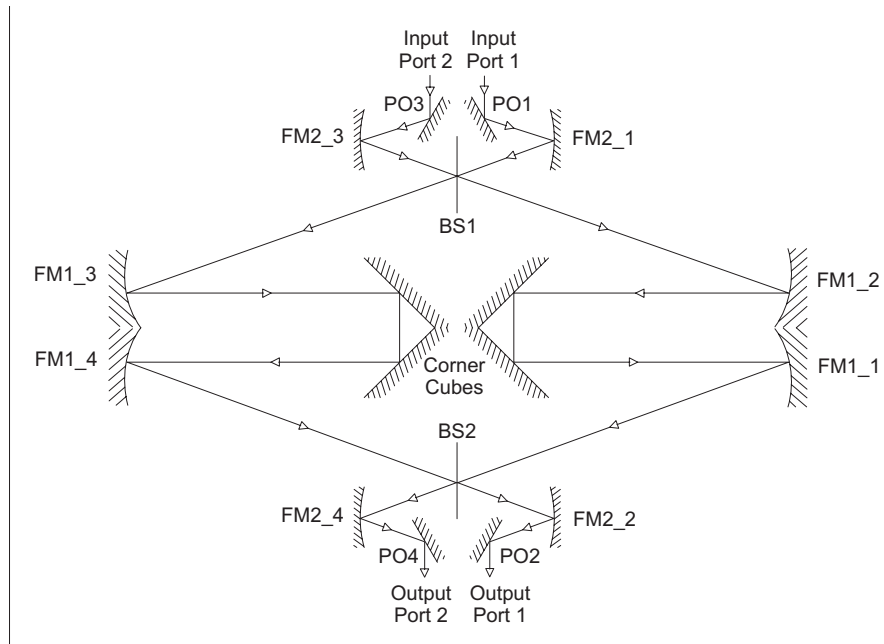 Input
Port 2
Input
Port 1
PO3
PO1
FM2_3
FM2_1
BS1
FM1_3
FM1_2
FM1_4
FM1_1
Corner
Cubes
BS2
FM2_4
FM2_2
PO4
PO2
Output
Port 2
Output
Port 1